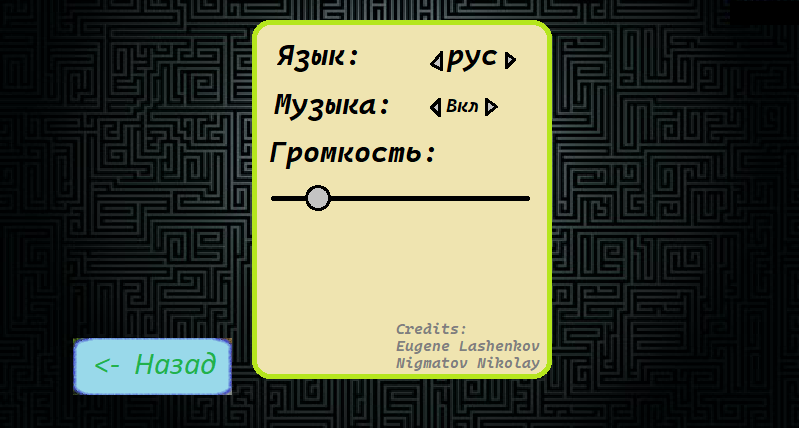 Язык: рус
Музыка: Вкл
Громкость:
Credits:
Eugene Lashenkov
Nigmatov Nikolay
<- Назад